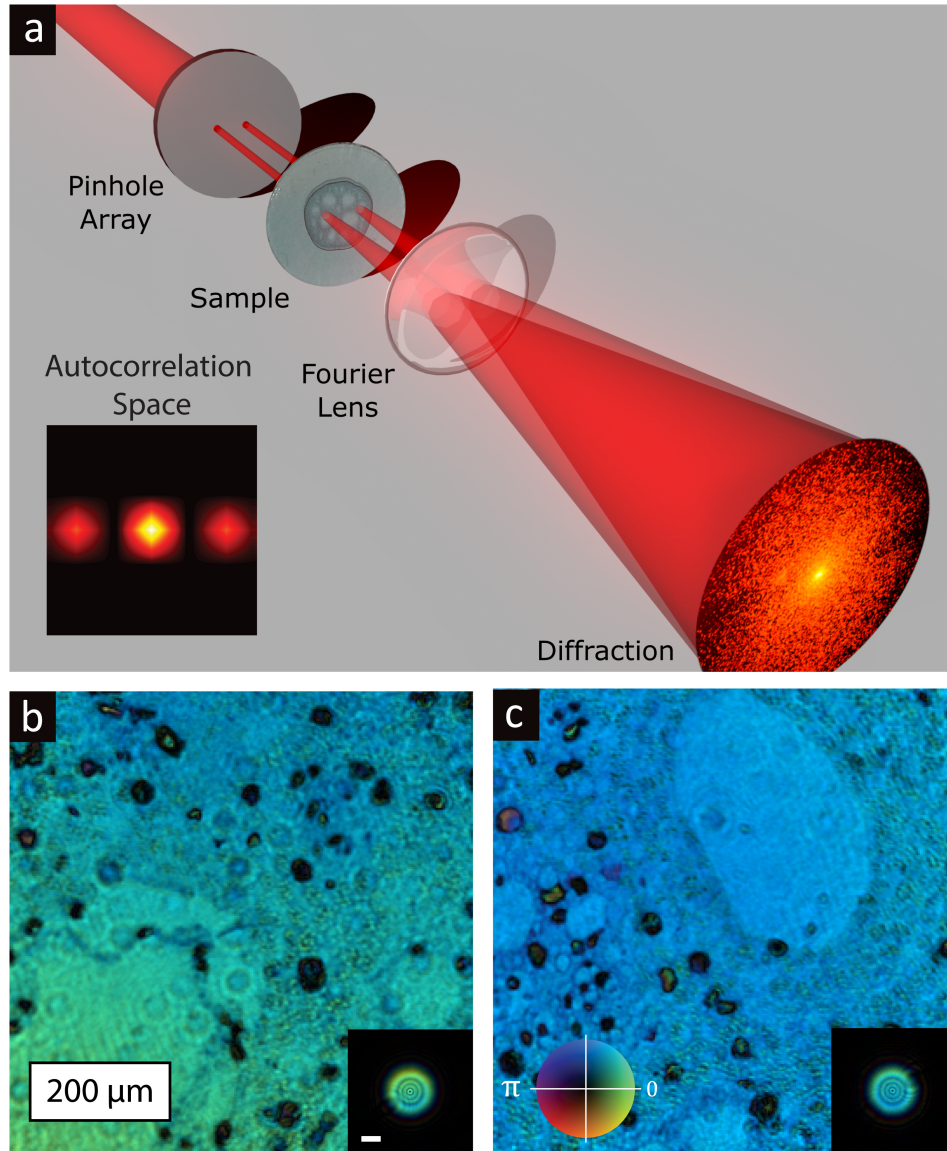 a
Pinhole
Array
Sample
Autocorrelation
Space
Fourier
Lens
Diffraction
b
c
200 µm
π
0